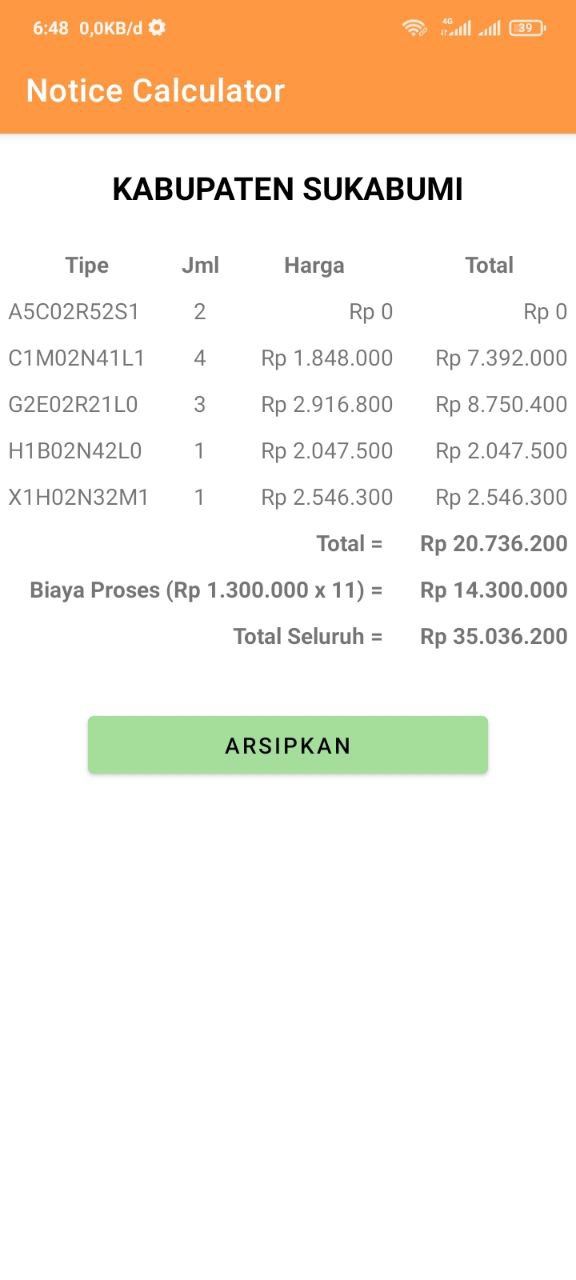 6:48 0,0KB/d 4G 39
Notice Calculator
KABUPATEN SUKABUMI
Tipe Jml Harga Total
A5C02R52S1 2 Rp 0 Rp 0
C1M02N41L1 4 Rp 1.848.000 Rp 7.392.000
G2E02R21L0 3 Rp 2.916.800 Rp 8.750.400
H1B02N42L0 1 Rp 2.047.500 Rp 2.047.500
X1H02N32M1 1 Rp 2.546.300 Rp 2.546.300
Total = Rp 20.736.200
Biaya Proses (Rp 1.300.000 x 11) = Rp 14.300.000
Total Seluruh = Rp 35.036.200
ARSIPKAN